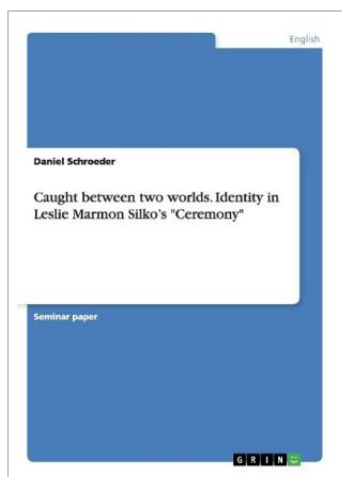 English
Daniel Schroeder
Caught between two worlds. Identity in
Leslie Marmon Silko's "Ceremony"
Seminar paper
GRIN